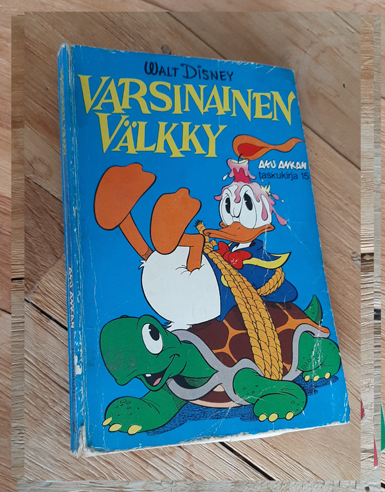 WALT DISNEY
VARSINAINEN
VÄLKKY
AKU ANKAN
taskukirja 15
AKU ANKAN